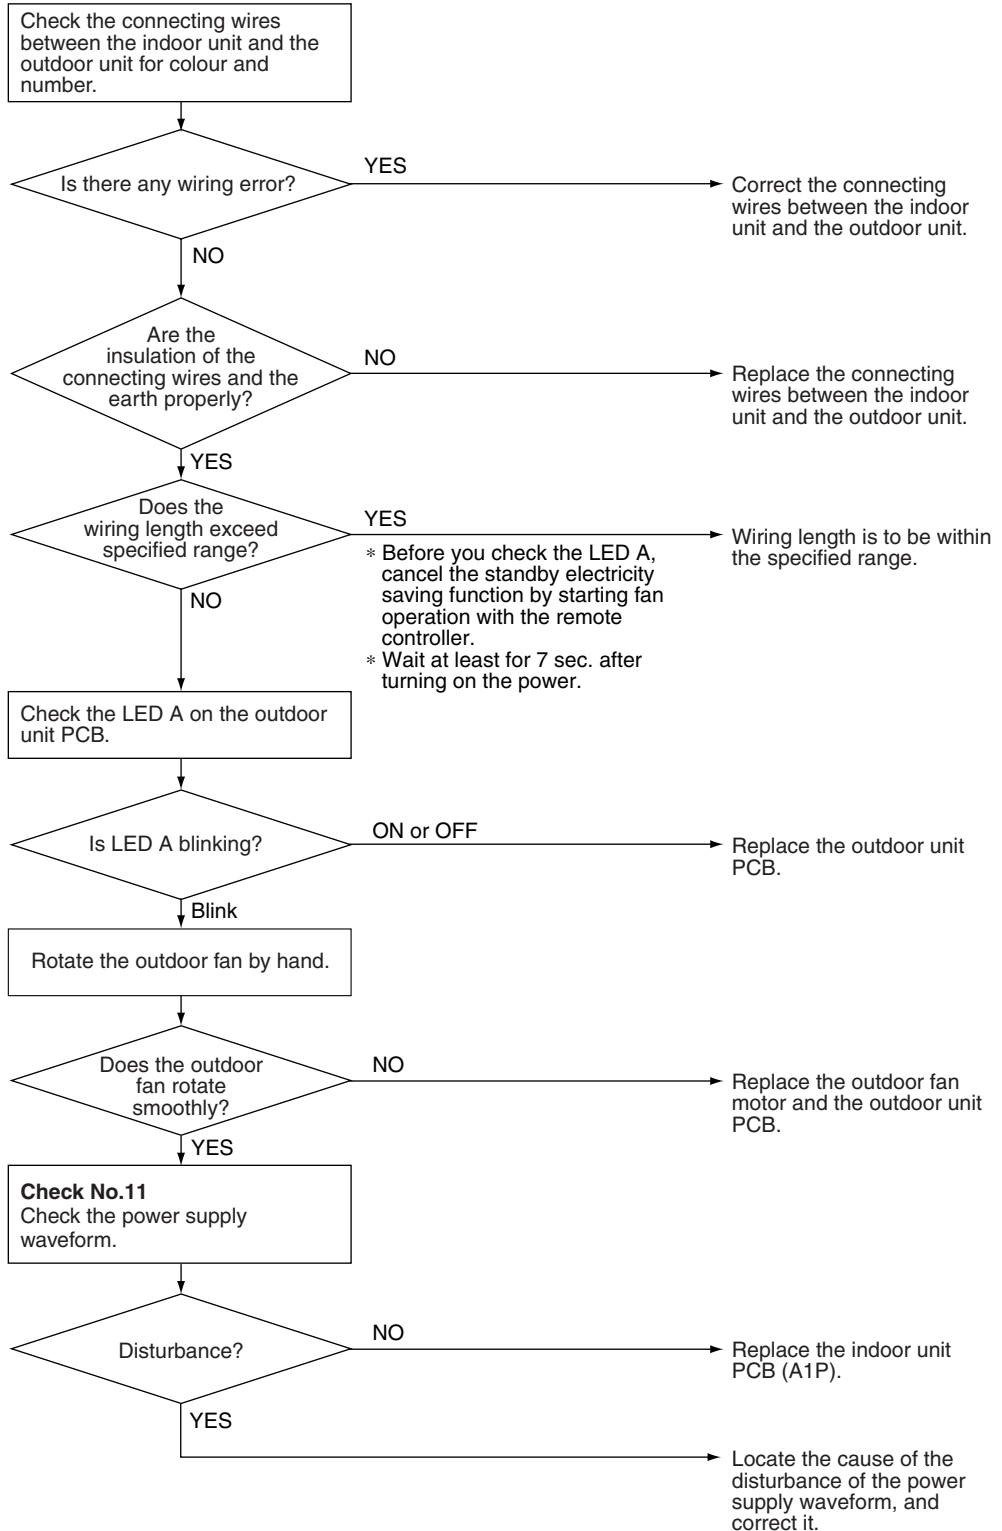 Check the connecting wires
between the indoor unit and the
outdoor unit for colour and
number.
Is there any wiring error?
YES
Correct the connecting
wires between the indoor
unit and the outdoor unit.
NO
Are the
insulation of the
connecting wires and the
earth properly?
NO
Replace the connecting
wires between the indoor
unit and the outdoor unit.
YES
Does the
wiring length exceed
specified range?
YES
Wiring length is to be within
the specified range.
* Before you check the LED A,
cancel the standby electricity
saving function by starting fan
operation with the remote
controller.
* Wait at least for 7 sec. after
turning on the power.
NO
Check the LED A on the outdoor
unit PCB.
Is LED A blinking?
ON or OFF
Replace the outdoor unit
PCB.
Blink
Rotate the outdoor fan by hand.
Does the outdoor
fan rotate
smoothly?
NO
Replace the outdoor fan
motor and the outdoor unit
PCB.
YES
Check No.11
Check the power supply
waveform.
Disturbance?
NO
Replace the indoor unit
PCB (A1P).
YES
Locate the cause of the
disturbance of the power
supply waveform, and
correct it.